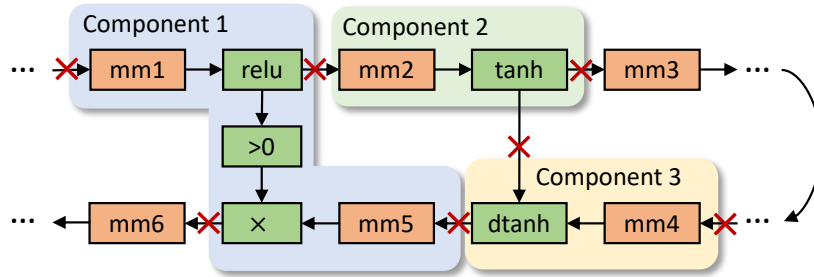 Component 1
Component 2
... mm1 relu mm2 tanh mm3 ...
>0
Component 3
... mm6 × mm5 dtanh mm4 ...